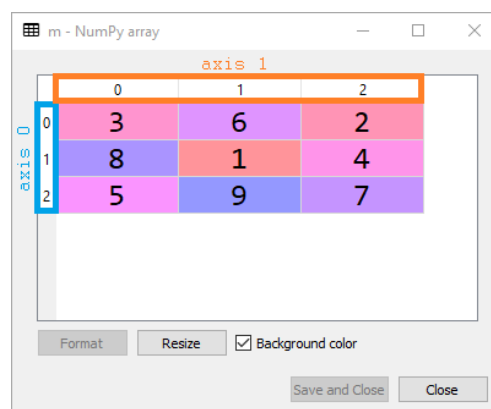 m - NumPy array
axis 1
0 1 2
axis 0
0 3 6 2
1 8 1 4
2 5 9 7
Format Resize Background color
Save and Close Close